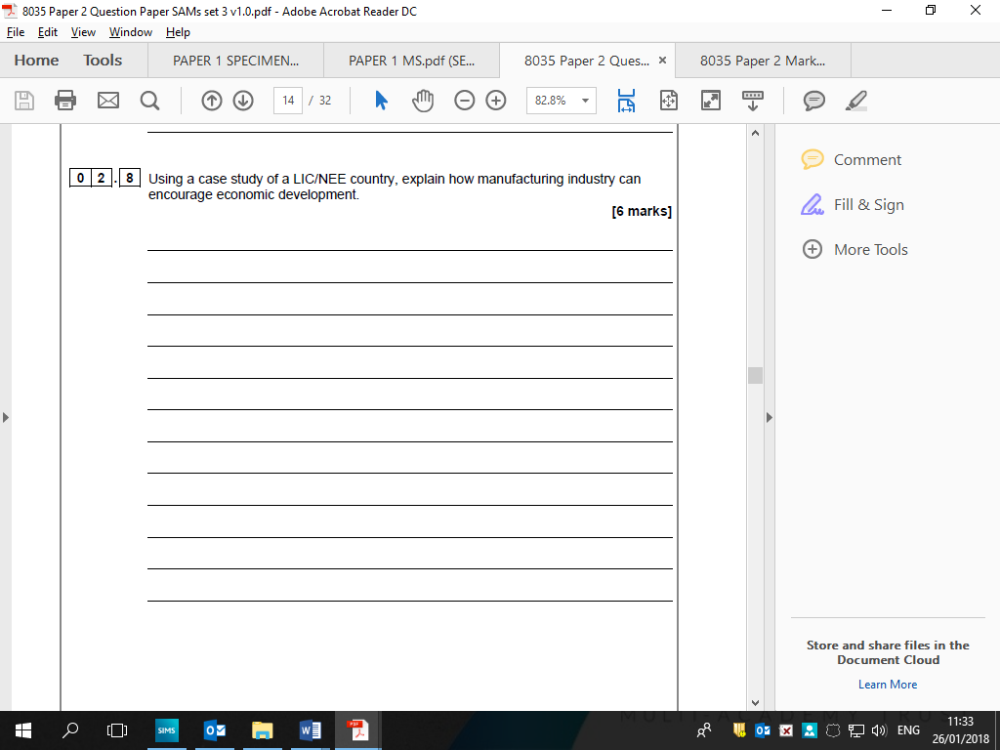 8035 Paper 2 Question Paper SAMs set 3 v1.0.pdf - Adobe Acrobat Reader DC
File Edit View Window Help
Home Tools PAPER 1 SPECIMEN... PAPER 1 MS.pdf (SE... 8035 Paper 2 Ques... × 8035 Paper 2 Mark...
14 / 32 82.8%
0 2 . 8 Using a case study of a LIC/NEE country, explain how manufacturing industry can
encourage economic development.
[6 marks]
Comment
Fill & Sign
More Tools
Store and share files in the
Document Cloud
Learn More
MULTI ACADEMY TRUS
SIMS ENG 11:33
26/01/2018